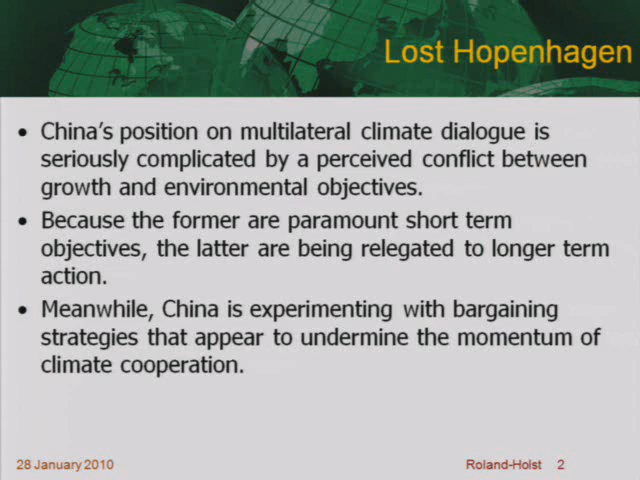 Lost Hopenhagen
• China's position on multilateral climate dialogue is
seriously complicated by a perceived conflict between
growth and environmental objectives.
• Because the former are paramount short term
objectives, the latter are being relegated to longer term
action.
• Meanwhile, China is experimenting with bargaining
strategies that appear to undermine the momentum of
climate cooperation.
28 January 2010
Roland-Holst 2